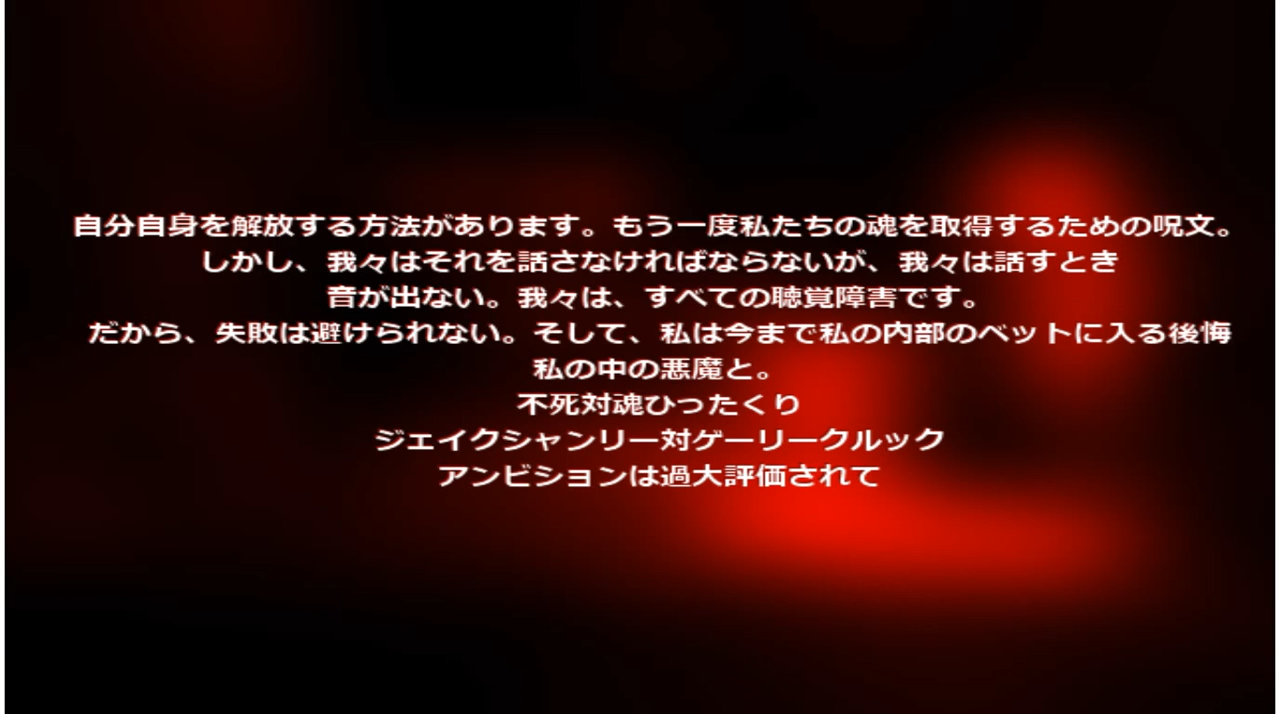 自分自身を解放する方法があります。もう一度私たちの魂を取得するための呪文。
しかし、我々はそれを話さなければならないが、我々は話すとき
音が出ない。我々は、すべての聴覚障害です。
だから、失敗は避けられない。そして、私は今まで私の内部のベットに入る後悔
私の中の悪魔と。
不死対魂ひったくり
ジェイクシャンリー対ゲーリークルック
アンビションは過大評価されて